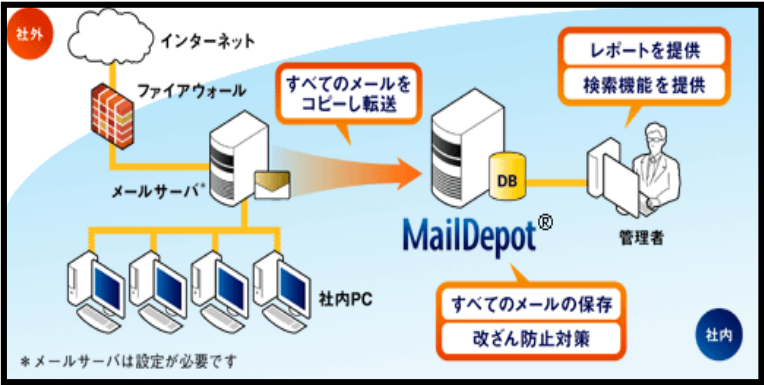 社外
インターネット
ファイアウォール
すべてのメールを
コピーし転送
レポートを提供
検索機能を提供
メールサーバ*
DB
MailDepot®
管理者
社内PC
すべてのメールの保存
改ざん防止対策
社内
*メールサーバは設定が必要です